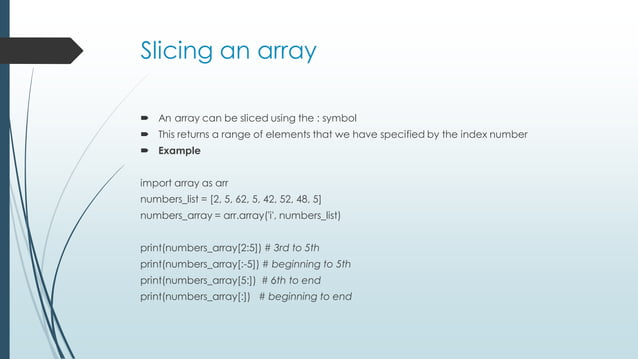 Slicing an array
An array can be sliced using the : symbol
This returns a range of elements that we have specified by the index number
Example
import array as arr
numbers_list = [2, 5, 62, 5, 42, 52, 48, 5]
numbers_array = arr.array('i', numbers_list)
print(numbers_array[2:5]) # 3rd to 5th
print(numbers_array[:-5]) # beginning to 5th
print(numbers_array[5:])  # 6th to end
print(numbers_array[:])   # beginning to end